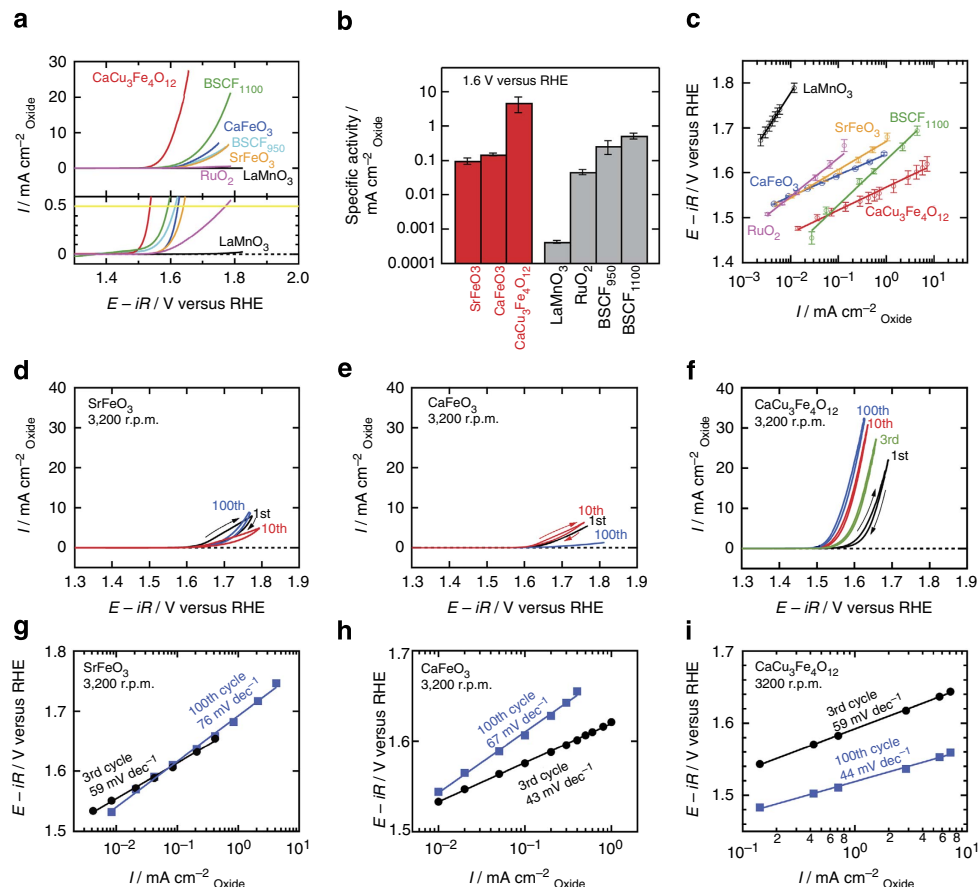 a
I / mA cm⁻² Oxide
30
20
10
0
0.5
0
CaCu₃Fe₄O₁₂
BSCF₁₁₀₀
CaFeO₃
BSCF₉₅₀
SrFeO₃
RuO₂
LaMnO₃
LaMnO₃
1.4
1.6
1.8
2.0
E – iR / V versus RHE
b
Specific activity /
mA cm⁻² Oxide
1.6 V versus RHE
10
1
0.1
0.01
0.001
0.0001
SrFeO3
CaFeO3
CaCu₃Fe₄O₁₂
LaMnO₃
RuO₂
BSCF₉₅₀
BSCF₁₁₀₀
c
E – iR / V versus RHE
1.8
1.7
1.6
1.5
1.4
LaMnO₃
SrFeO₃
BSCF₁₁₀₀
CaFeO₃
RuO₂
CaCu₃Fe₄O₁₂
10⁻³
10⁻²
10⁻¹
10⁰
10¹
I / mA cm⁻² Oxide
d
I / mA cm⁻² Oxide
40
30
20
10
0
SrFeO₃
3,200 r.p.m.
100th
1st
10th
1.3
1.4
1.5
1.6
1.7
1.8
1.9
E – iR / V versus RHE
e
I / mA cm⁻² Oxide
40
30
20
10
0
CaFeO₃
3,200 r.p.m.
10th
1st
100th
1.3
1.4
1.5
1.6
1.7
1.8
1.9
E – iR / V versus RHE
f
I / mA cm⁻² Oxide
40
30
20
10
0
CaCu₃Fe₄O₁₂
3,200 r.p.m.
100th
10th
3rd
1st
1.3
1.4
1.5
1.6
1.7
1.8
1.9
E – iR / V versus RHE
g
E – iR / V versus RHE
1.8
1.7
1.6
1.5
SrFeO₃
3,200 r.p.m.
100th cycle
76 mV dec⁻¹
3rd cycle
59 mV dec⁻¹
10⁻²
10⁻¹
10⁰
10¹
I / mA cm⁻² Oxide
h
E – iR / V versus RHE
1.7
1.6
1.5
CaFeO₃
3,200 r.p.m.
100th cycle
67 mV dec⁻¹
3rd cycle
43 mV dec⁻¹
10⁻²
10⁻¹
10⁰
I / mA cm⁻² Oxide
i
E – iR / V versus RHE
1.7
1.6
1.5
1.4
CaCu₃Fe₄O₁₂
3200 r.p.m.
3rd cycle
59 mV dec⁻¹
100th cycle
44 mV dec⁻¹
10⁻¹
2
4
6
8
10⁰
2
4
6
8
10¹
I / mA cm⁻² Oxide